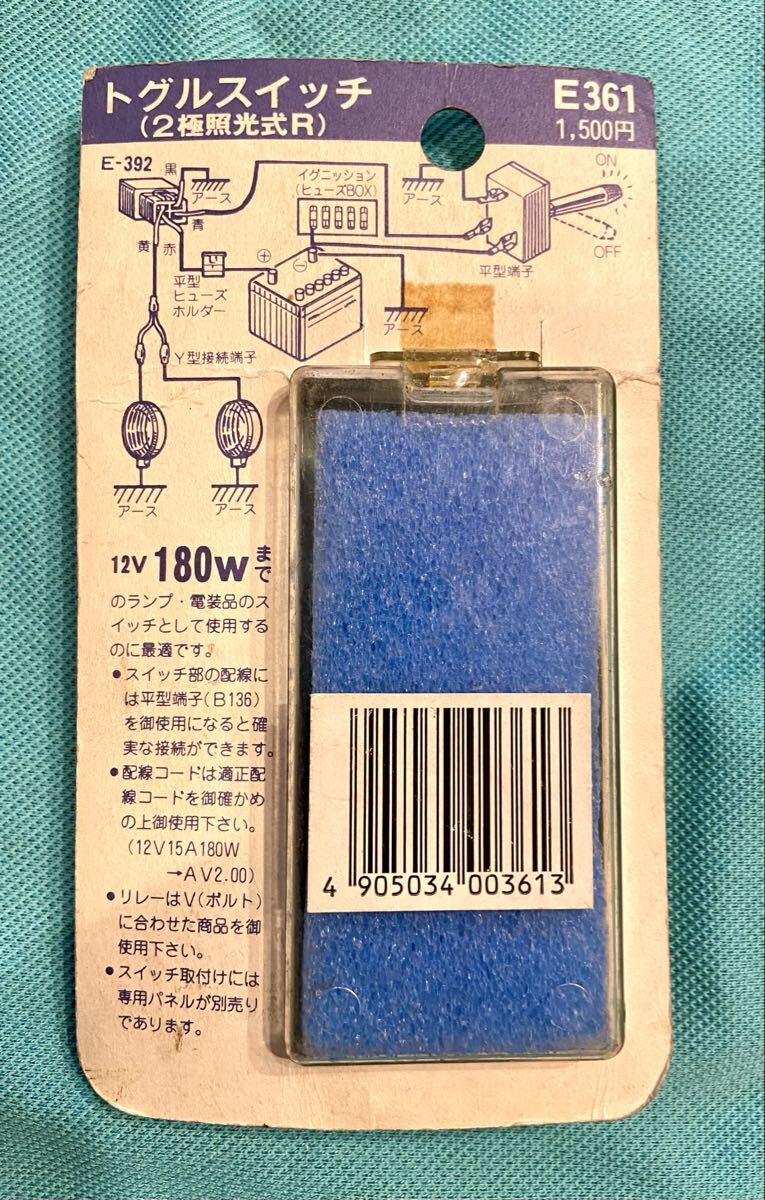 トグルスイッチ
(2極照光式R)
E361
1,500円
E-392
黒
アース
青
黄
赤
イグニッション
(ヒューズBOX)
アース
ON
OFF
平型端子
平型
ヒューズ
ホルダー
⊕
⊖
アース
Y型接続端子
アース
アース
12V 180wまで
のランプ・電装品のス
イッチとして使用する
のに最適です。
●スイッチ部の配線に
は平型端子(B136)
を御使用になると確
実な接続ができます。
●配線コードは適正配
線コードを御確かめ
の上御使用下さい。
(12V15A180W
→AV2.00)
●リレーはV(ボルト)
に合わせた商品を御
使用下さい。
●スイッチ取付けには
専用パネルが別売り
であります。
4 905034 003613